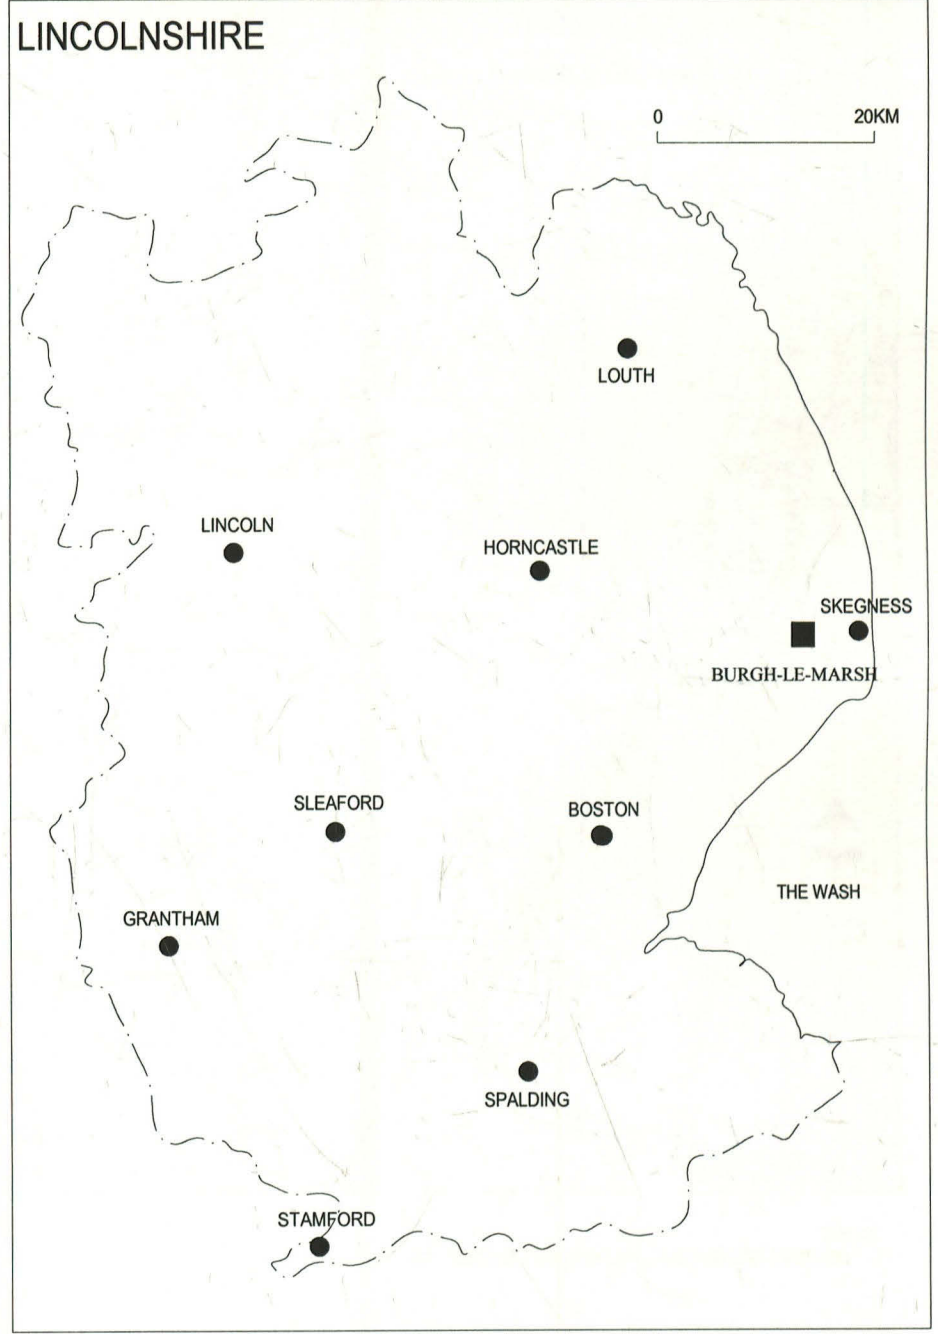 LINCOLNSHIRE
0 20KM
LOUTH
LINCOLN
HORNCASTLE
SKEGNESS
BURGH-LE-MARSH
SLEAFORD
BOSTON
THE WASH
GRANTHAM
SPALDING
STAMFORD